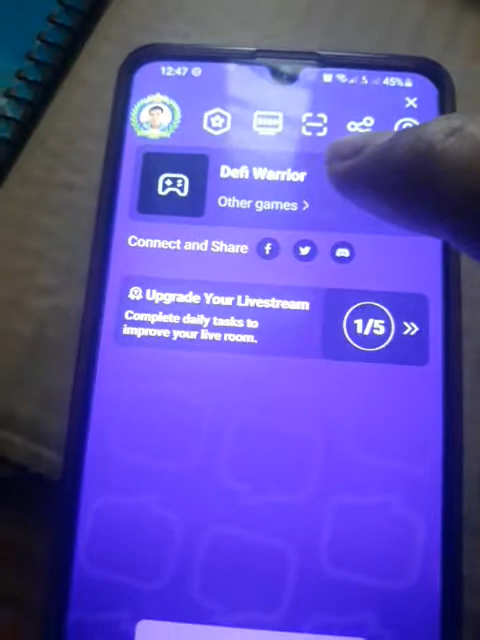 12:47
45%
Defi Warrior
Other games >
Connect and Share
Upgrade Your Livestream
Complete daily tasks to
improve your live room.
1/5 »